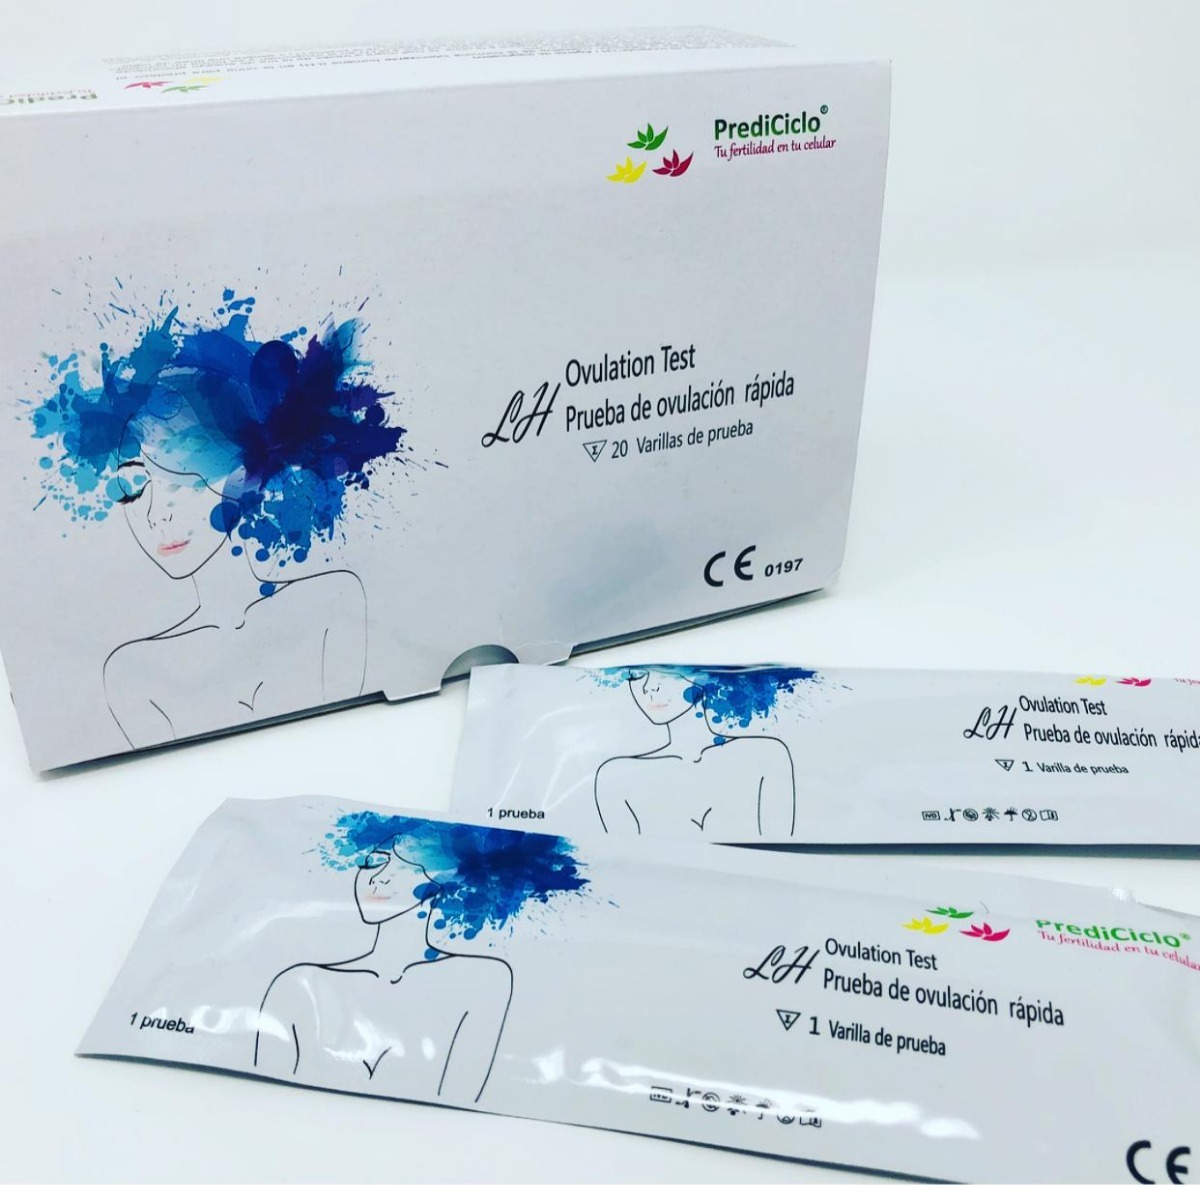 PrediCiclo®
Tu fertilidad en tu celular
Ovulation Test
LH Prueba de ovulación rápida
20 Varillas de prueba
CE 0197
Ovulation Test
LH Prueba de ovulación rápida
1 Varilla de prueba
1 prueba
IVD
PrediCiclo®
Tu fertilidad en tu celular
Ovulation Test
LH Prueba de ovulación rápida
1 Varilla de prueba
1 prueba
CE